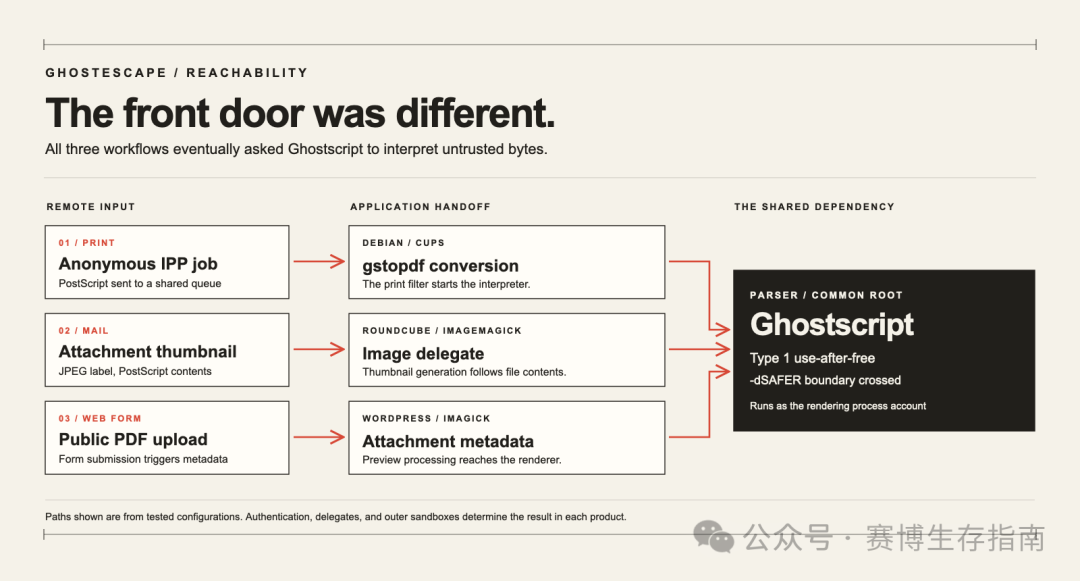 GHOSTESCAPE / REACHABILITY
The front door was different.
All three workflows eventually asked Ghostscript to interpret untrusted bytes.
REMOTE INPUT
APPLICATION HANDOFF
THE SHARED DEPENDENCY
01 / PRINT
Anonymous IPP job
PostScript sent to a shared queue
DEBIAN / CUPS
gstopdf conversion
The print filter starts the interpreter.
02 / MAIL
Attachment thumbnail
JPEG label, PostScript contents
ROUNDCUBE / IMAGEMAGICK
Image delegate
Thumbnail generation follows file contents.
03 / WEB FORM
Public PDF upload
Form submission triggers metadata
WORDPRESS / IMAGICK
Attachment metadata
Preview processing reaches the renderer.
PARSER / COMMON ROOT
Ghostscript
Type 1 use-after-free
-dSAFER boundary crossed
Runs as the rendering process account
Paths shown are from tested configurations. Authentication, delegates, and outer sandboxes determine the result in each product.
公众号 · 赛博生存指南